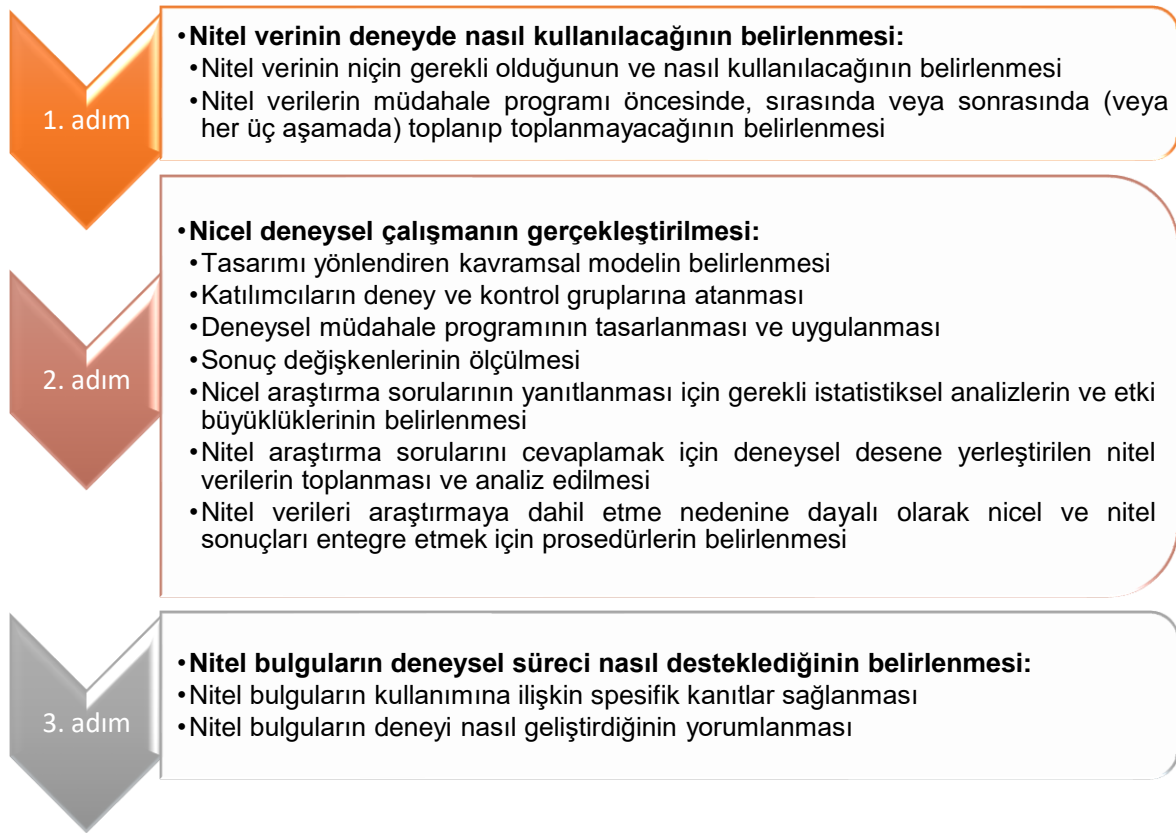 1. adım
•Nitel verinin deneyde nasıl kullanılacağının belirlenmesi:
•Nitel verinin niçin gerekli olduğunun ve nasıl kullanılacağının belirlenmesi
•Nitel verilerin müdahale programı öncesinde, sırasında veya sonrasında (veya
her üç aşamada) toplanıp toplanmayacağının belirlenmesi
2. adım
•Nicel deneysel çalışmanın gerçekleştirilmesi:
•Tasarımı yönlendiren kavramsal modelin belirlenmesi
•Katılımcıların deney ve kontrol gruplarına atanması
•Deneysel müdahale programının tasarlanması ve uygulanması
•Sonuç değişkenlerinin ölçülmesi
•Nicel araştırma sorularının yanıtlanması için gerekli istatistiksel analizlerin ve etki
büyüklüklerinin belirlenmesi
•Nitel araştırma sorularını cevaplamak için deneysel desene yerleştirilen nitel
verilerin toplanması ve analiz edilmesi
•Nitel verileri araştırmaya dahil etme nedenine dayalı olarak nicel ve nitel
sonuçları entegre etmek için prosedürlerin belirlenmesi
3. adım
•Nitel bulguların deneysel süreci nasıl desteklediğinin belirlenmesi:
•Nitel bulguların kullanımına ilişkin spesifik kanıtlar sağlanması
•Nitel bulguların deneyi nasıl geliştirdiğinin yorumlanması